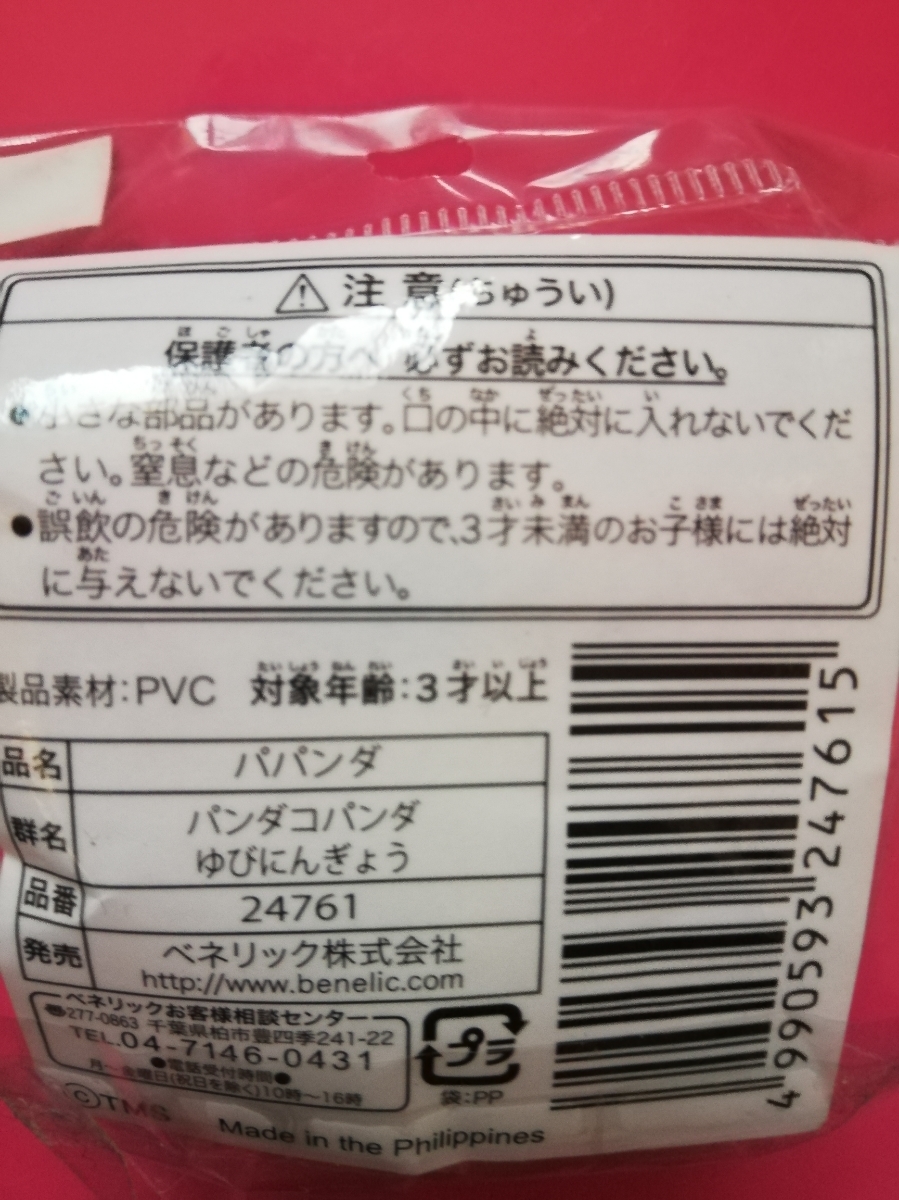 注意(ちゅうい)
保護者の方へ 必ずお読みください。
●小さな部品があります。口の中に絶対に入れないでくだ
さい。窒息などの危険があります。
●誤飲の危険がありますので、3才未満のお子様には絶対
に与えないでください。
製品素材:PVC 対象年齢:3才以上
品名 パパンダ
群名 パンダコパンダ
ゆびにんぎょう
品番 24761
発売 ベネリック株式会社
http://www.benelic.com
ベネリックお客様相談センター
277-0863 千葉県柏市豊四季241-22
TEL.04-7146-0431
●電話受付時間●
月~金曜日(祝日を除く)10時~16時
プラ
袋:PP
©TMS
Made in the Philippines
4990593247615